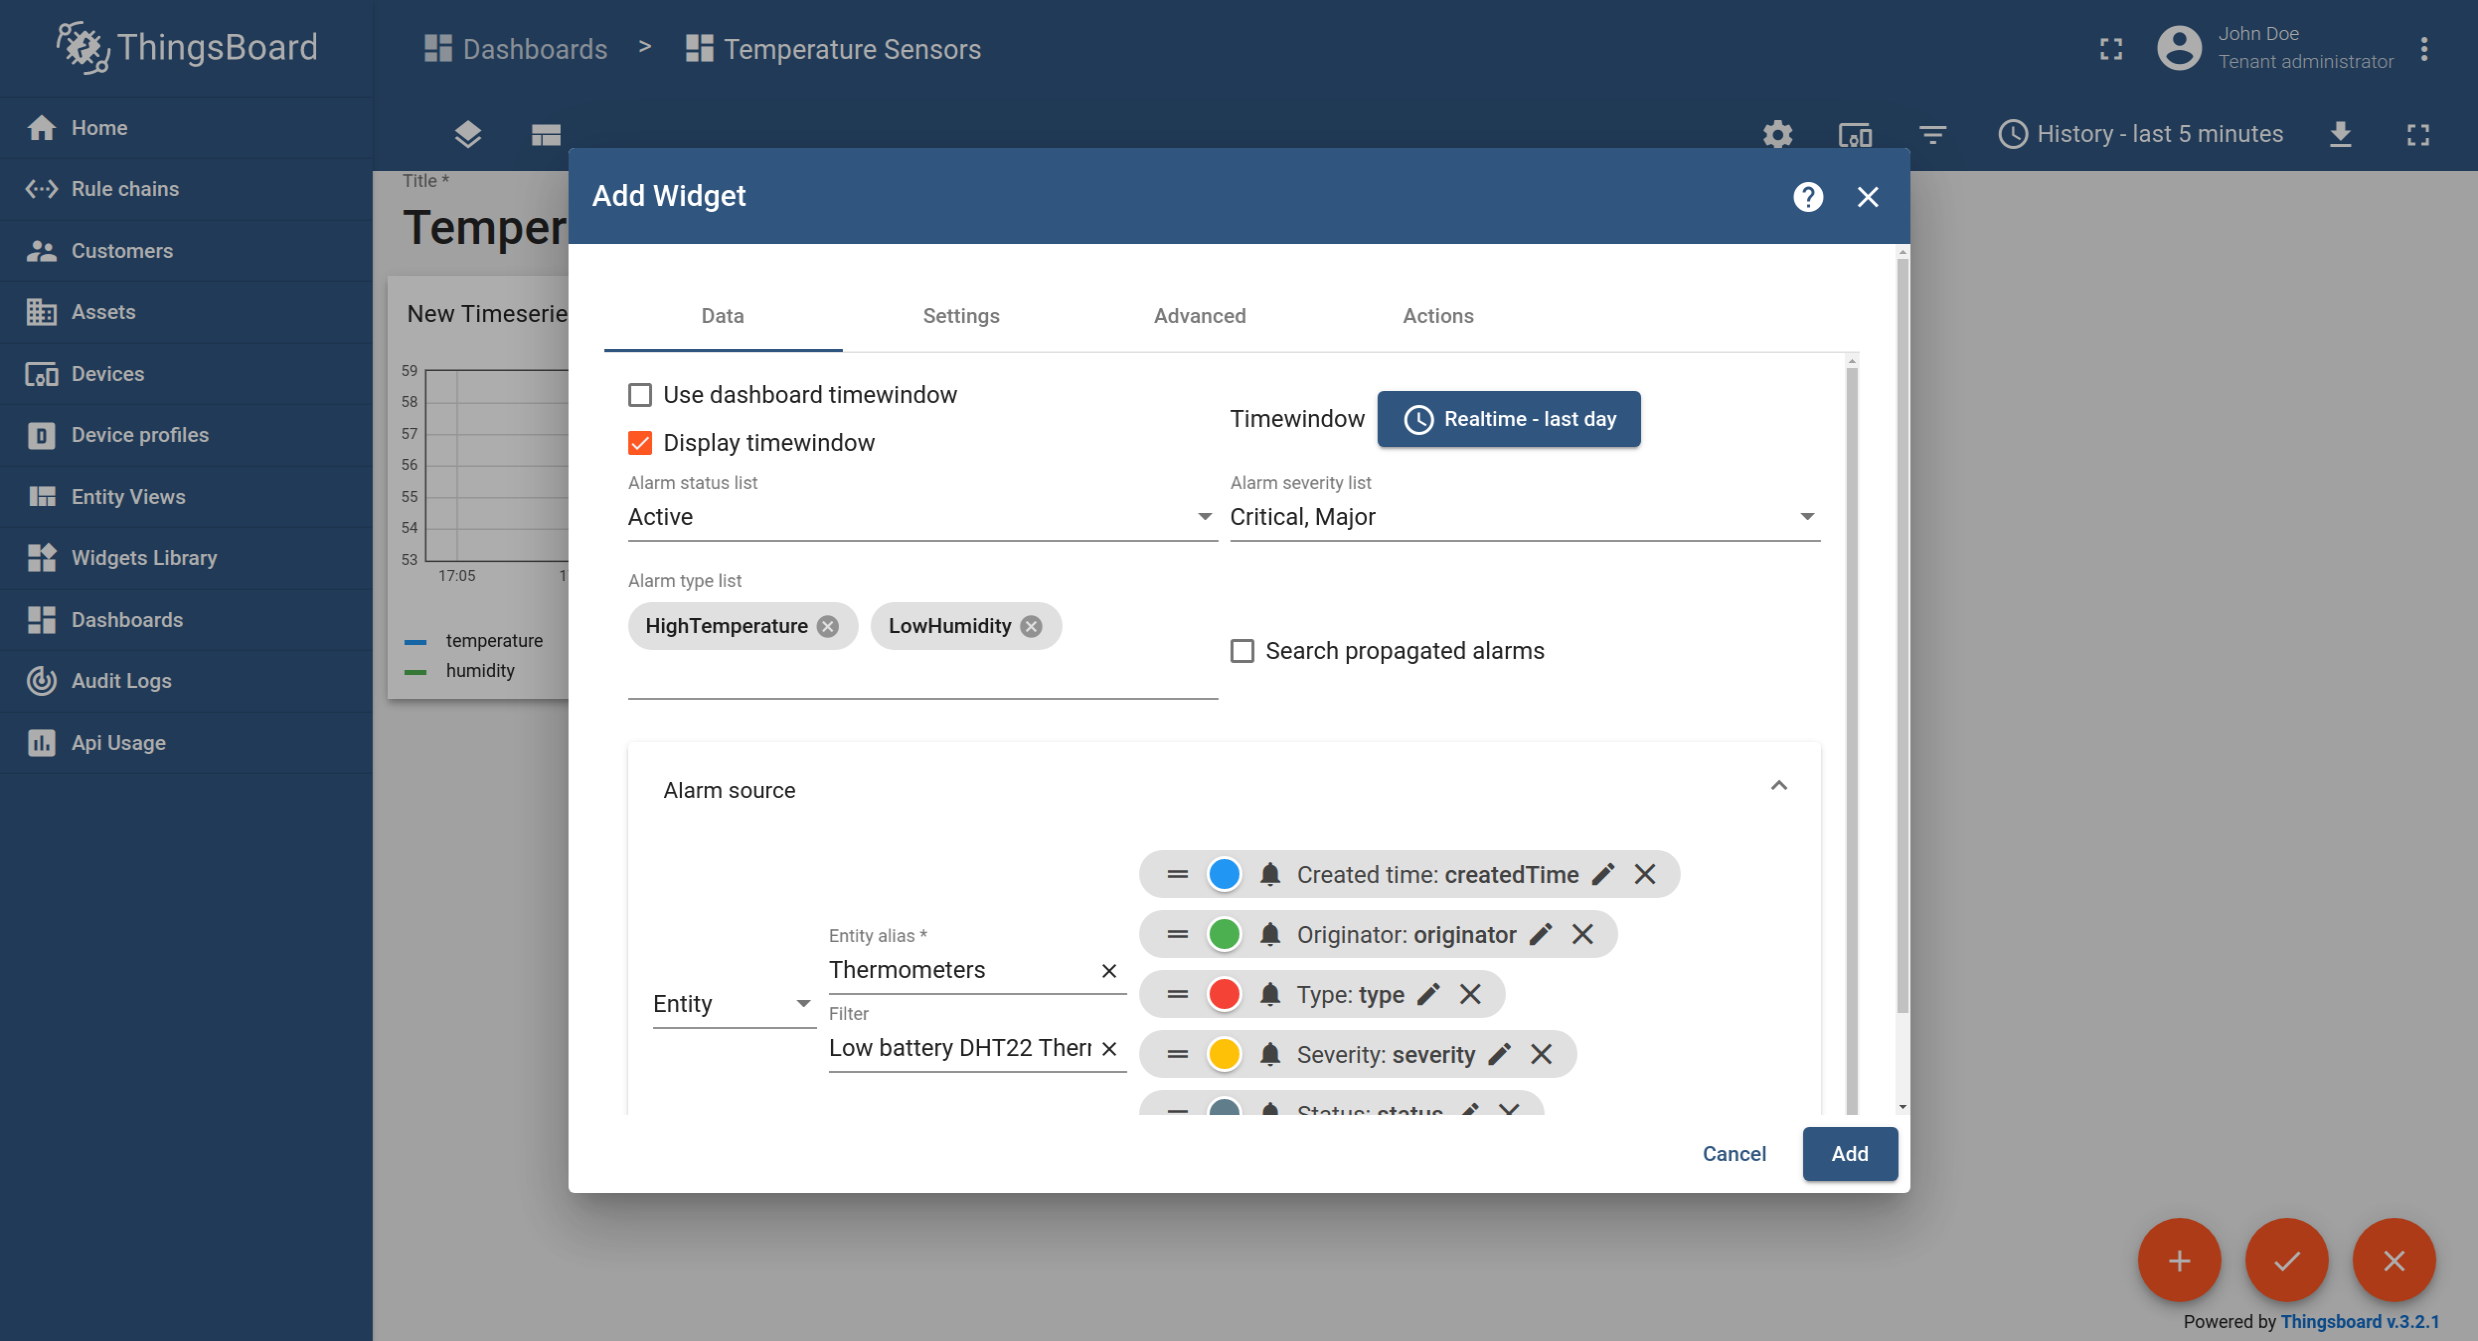 ThingsBoard
Dashboards > Temperature Sensors
John Doe
Tenant administrator
Home
Rule chains
Customers
Assets
Devices
Device profiles
Entity Views
Widgets Library
Dashboards
Audit Logs
Api Usage
History - last 5 minutes
Title *
Temper
New Timeserie
59
58
57
56
55
54
53
17:05
temperature
humidity
Add Widget
Data
Settings
Advanced
Actions
Use dashboard timewindow
Display timewindow
Timewindow
Realtime - last day
Alarm status list
Active
Alarm severity list
Critical, Major
Alarm type list
HighTemperature
LowHumidity
Search propagated alarms
Alarm source
Entity
Entity alias *
Thermometers
Filter
Low battery DHT22 Ther
Created time: createdTime
Originator: originator
Type: type
Severity: severity
Status: status
Cancel
Add
Powered by Thingsboard v.3.2.1